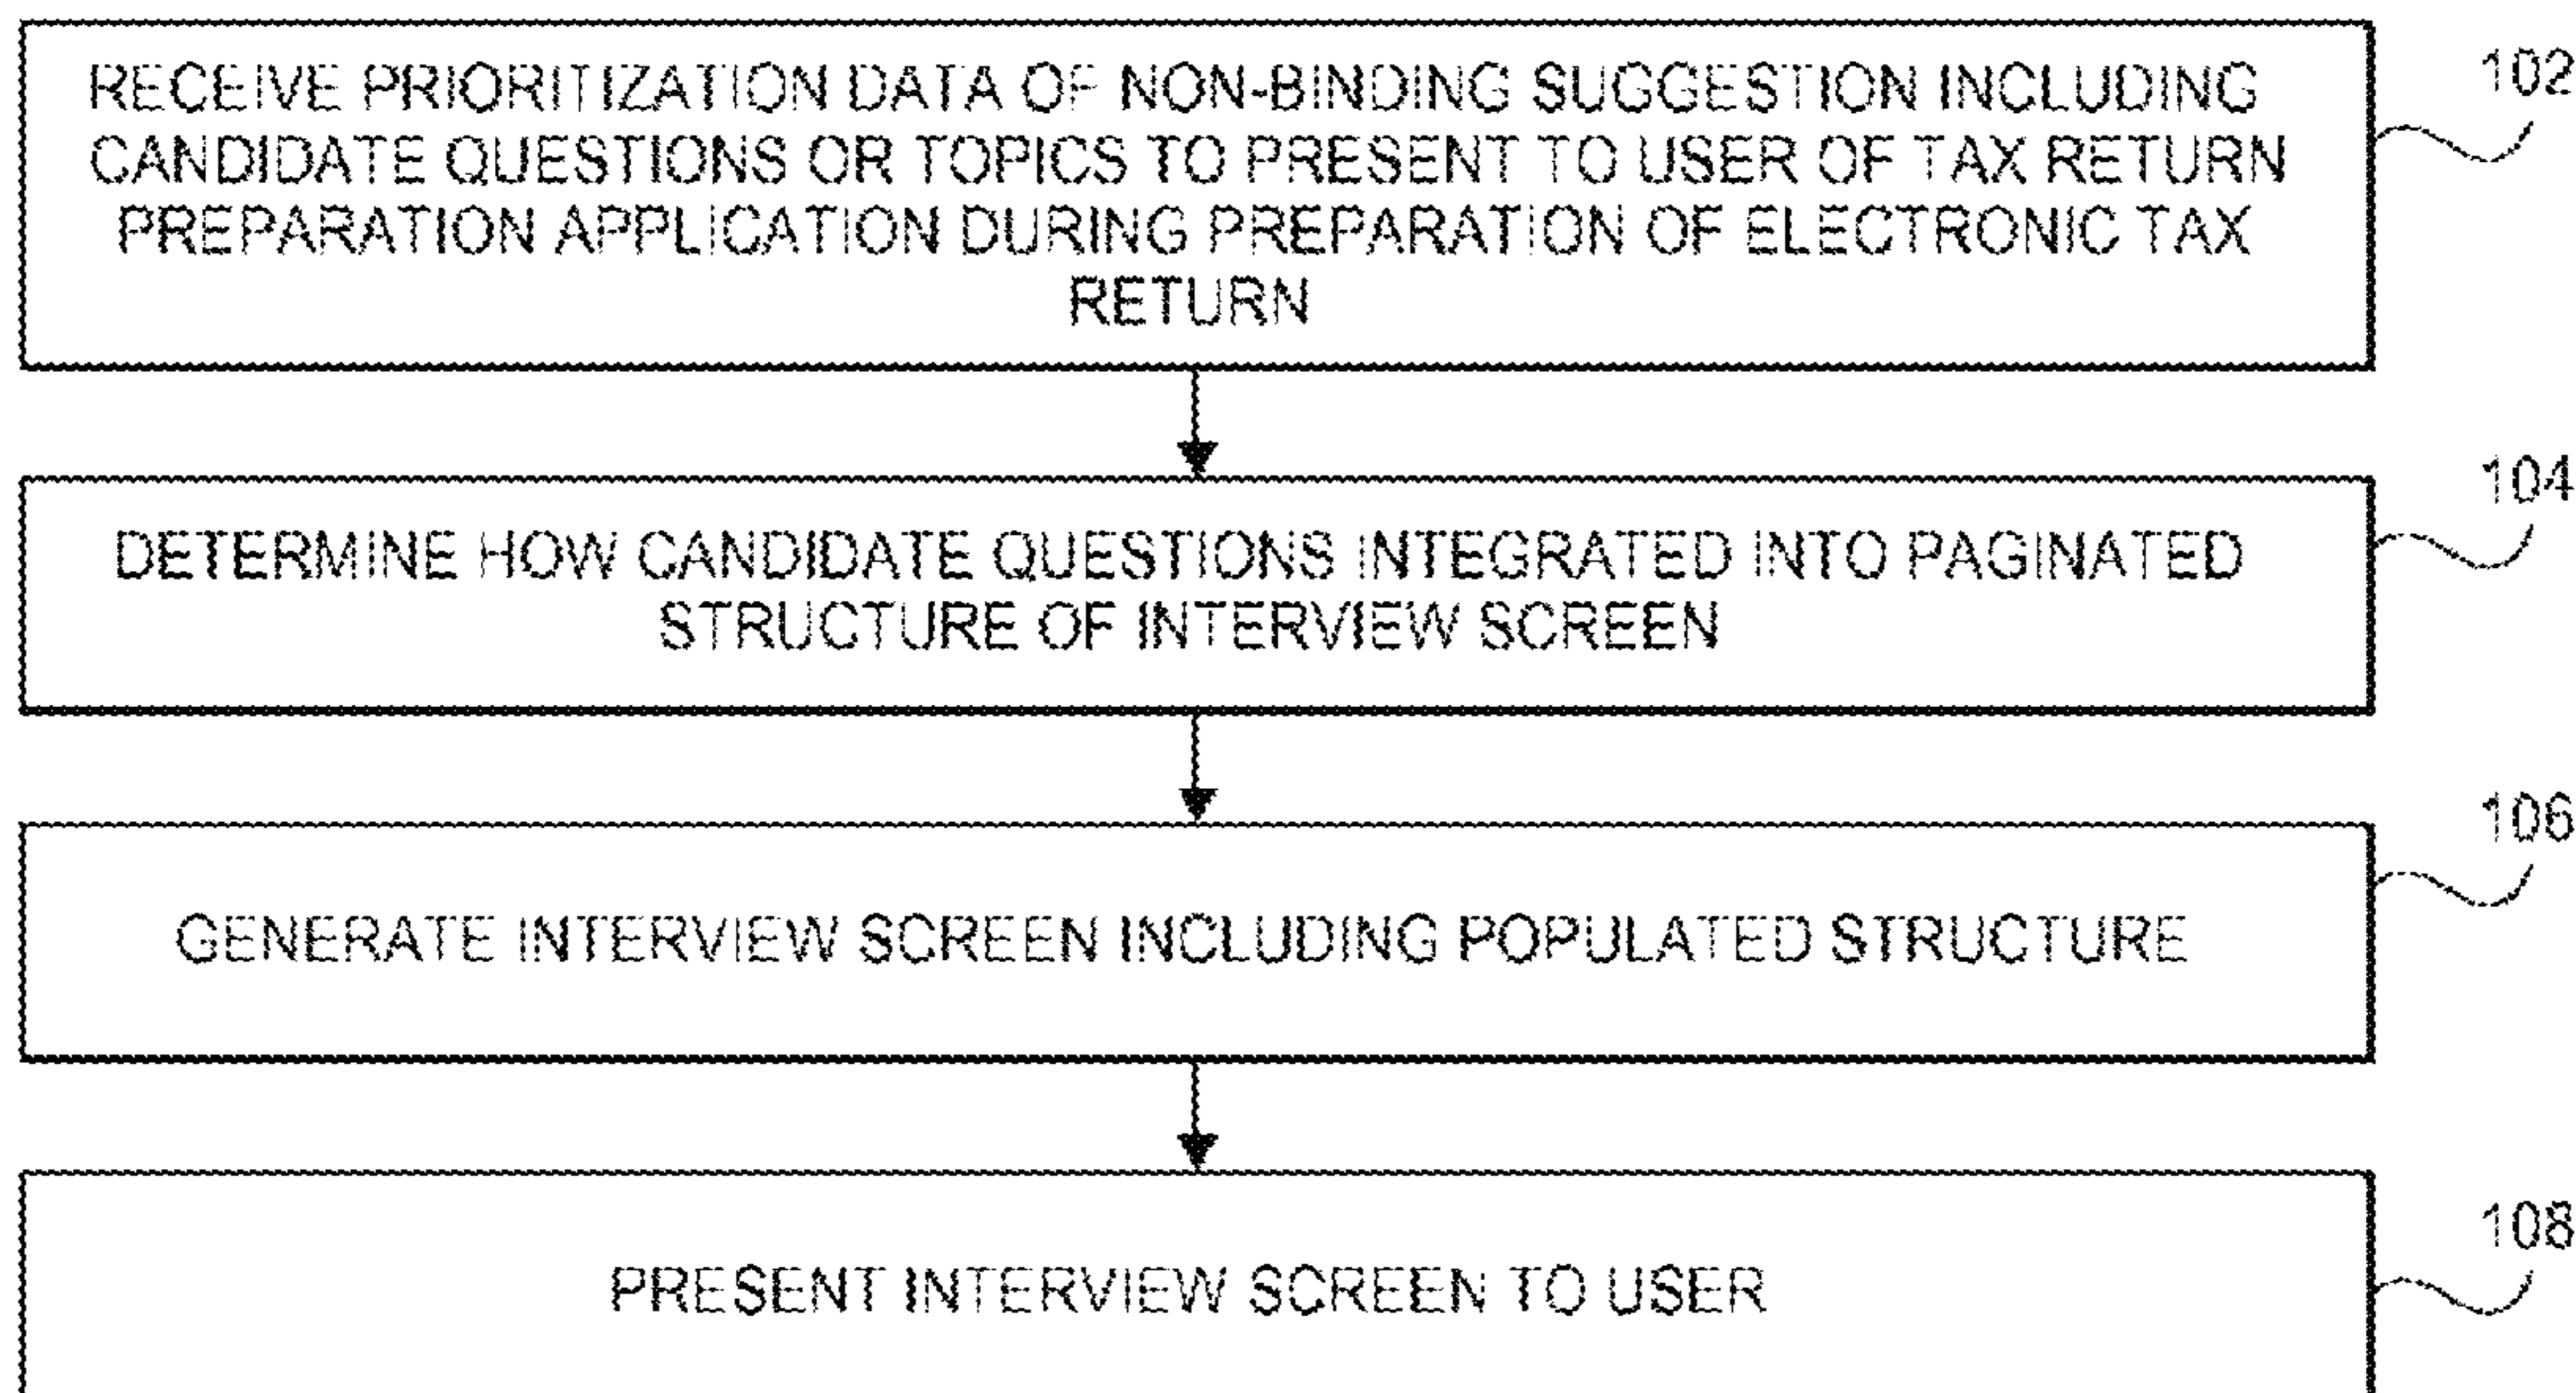 RECEIVE PRIORITIZATION DATA OF NON-BINDING SUGGESTION INCLUDING
CANDIDATE QUESTIONS OR TOPICS TO PRESENT TO USER OF TAX RETURN
PREPARATION APPLICATION DURING PREPARATION OF ELECTRONIC TAX
RETURN
102
DETERMINE HOW CANDIDATE QUESTIONS INTEGRATED INTO PAGINATED
STRUCTURE OF INTERVIEW SCREEN
104
GENERATE INTERVIEW SCREEN INCLUDING POPULATED STRUCTURE
106
PRESENT INTERVIEW SCREEN TO USER
108